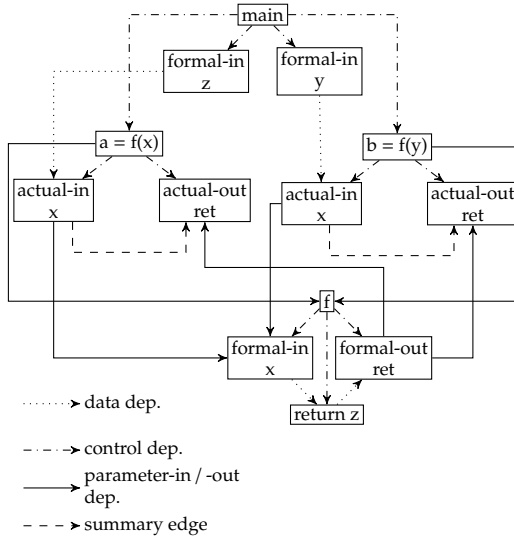 main
formal-in
z
formal-in
y
a = f(x)
b = f(y)
actual-in
x
actual-out
ret
actual-in
x
actual-out
ret
f
formal-in
x
formal-out
ret
return z
data dep.
control dep.
parameter-in / -out
dep.
summary edge